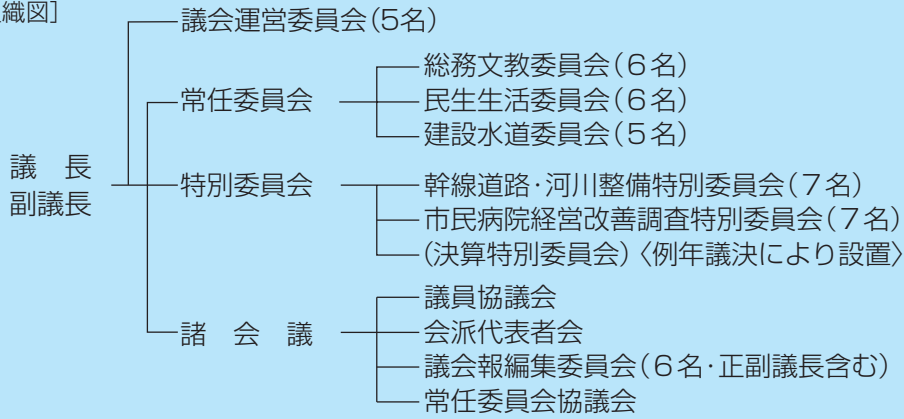 織図]
議会運営委員会(5名)
常任委員会
総務文教委員会(6名)
民生生活委員会(6名)
建設水道委員会(5名)
議 長
副議長
特別委員会
幹線道路・河川整備特別委員会(7名)
市民病院経営改善調査特別委員会(7名)
(決算特別委員会)〈例年議決により設置〉
諸 会 議
議員協議会
会派代表者会
議会報編集委員会(6名・正副議長含む)
常任委員会協議会